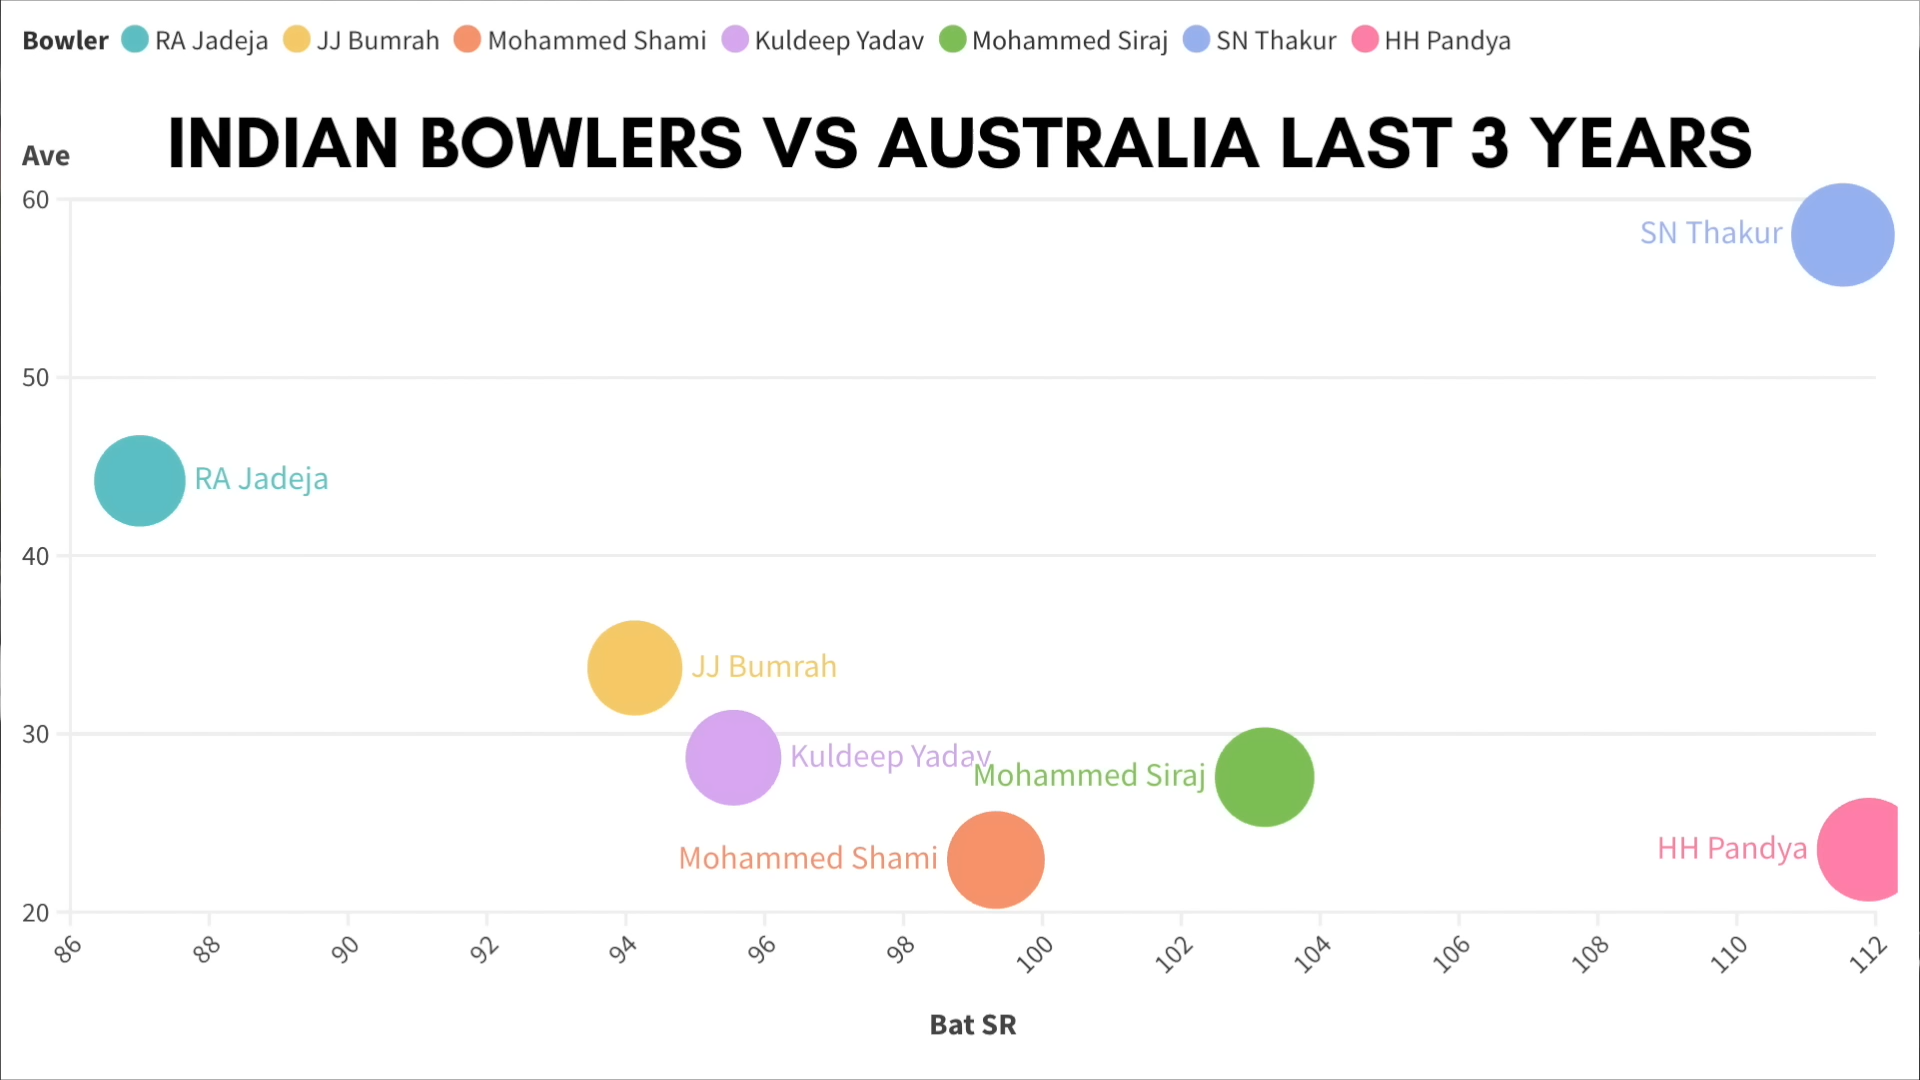 Bowler RA Jadeja JJ Bumrah Mohammed Shami Kuldeep Yadav Mohammed Siraj SN Thakur HH Pandya
INDIAN BOWLERS VS AUSTRALIA LAST 3 YEARS
Ave
60
SN Thakur
50
RA Jadeja
40
JJ Bumrah
30
Kuldeep Yadav
Mohammed Siraj
HH Pandya
Mohammed Shami
20
86 88 90 92 94 96 98 100 102 104 106 108 110 112
Bat SR